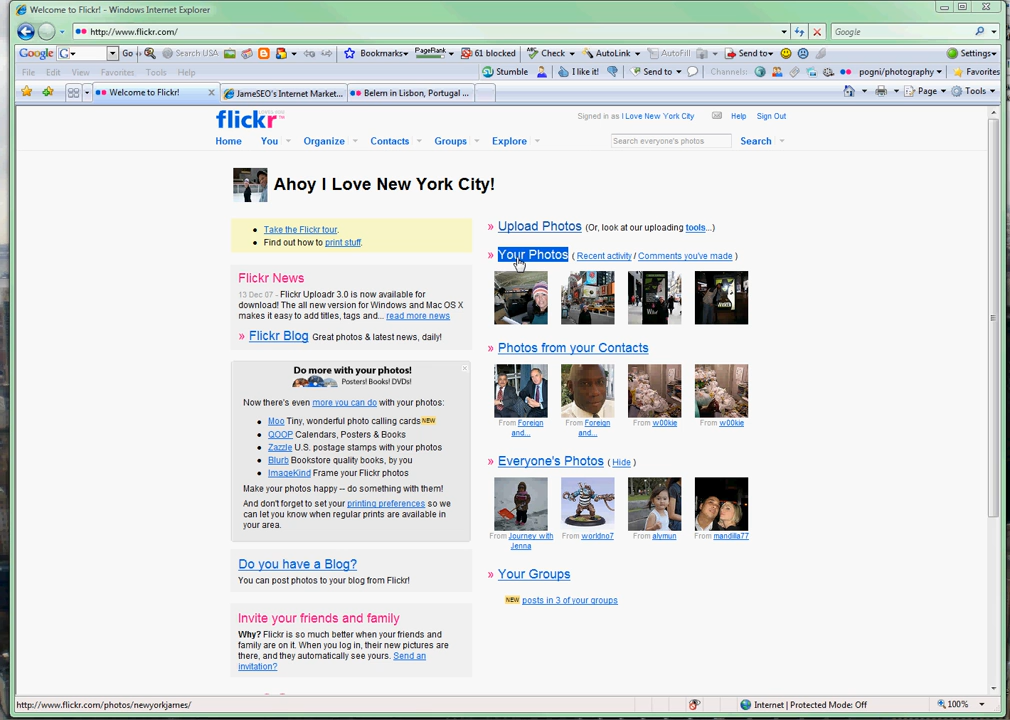 Welcome to Flickr! - Windows Internet Explorer
http://www.flickr.com/
Google
Google G Go Search USA Bookmarks PageRank 61 blocked Check AutoLink AutoFill Send to Settings
File Edit View Favorites Tools Help
Stumble I like it! Send to Channels: pogni/photography Favorites
Welcome to Flickr! JameSEO's Internet Market... Belem in Lisbon, Portugal ... Page Tools
flickr
Signed in as I Love New York City Help Sign Out
Home You Organize Contacts Groups Explore Search everyone's photos Search
Ahoy I Love New York City!
• Take the Flickr tour.
• Find out how to print stuff.
Flickr News
13 Dec 07 - Flickr Uploadr 3.0 is now available for
download! The all new version for Windows and Mac OS X
makes it easy to add titles, tags and... read more news
» Flickr Blog Great photos & latest news, daily!
Do more with your photos!
Posters! Books! DVDs!
Now there's even more you can do with your photos:
• Moo Tiny, wonderful photo calling cards NEW
• QOOP Calendars, Posters & Books
• Zazzle U.S. postage stamps with your photos
• Blurb Bookstore quality books, by you
• ImageKind Frame your Flickr photos
Make your photos happy -- do something with them!
And don't forget to set your printing preferences so we
can let you know when regular prints are available in
your area.
Do you have a Blog?
You can post photos to your blog from Flickr!
Invite your friends and family
Why? Flickr is so much better when your friends and
family are on it. When you log in, their new pictures are
there, and they automatically see yours. Send an
invitation?
» Upload Photos (Or, look at our uploading tools...)
» Your Photos ( Recent activity / Comments you've made )
» Photos from your Contacts
From Foreign and...
From Foreign and...
From w00kie
From w00kie
» Everyone's Photos ( Hide )
From Journey with Jenna
From worldno7
From alymun
From mandilla77
» Your Groups
NEW posts in 3 of your groups
http://www.flickr.com/photos/newyorkjames/
Internet | Protected Mode: Off
100%